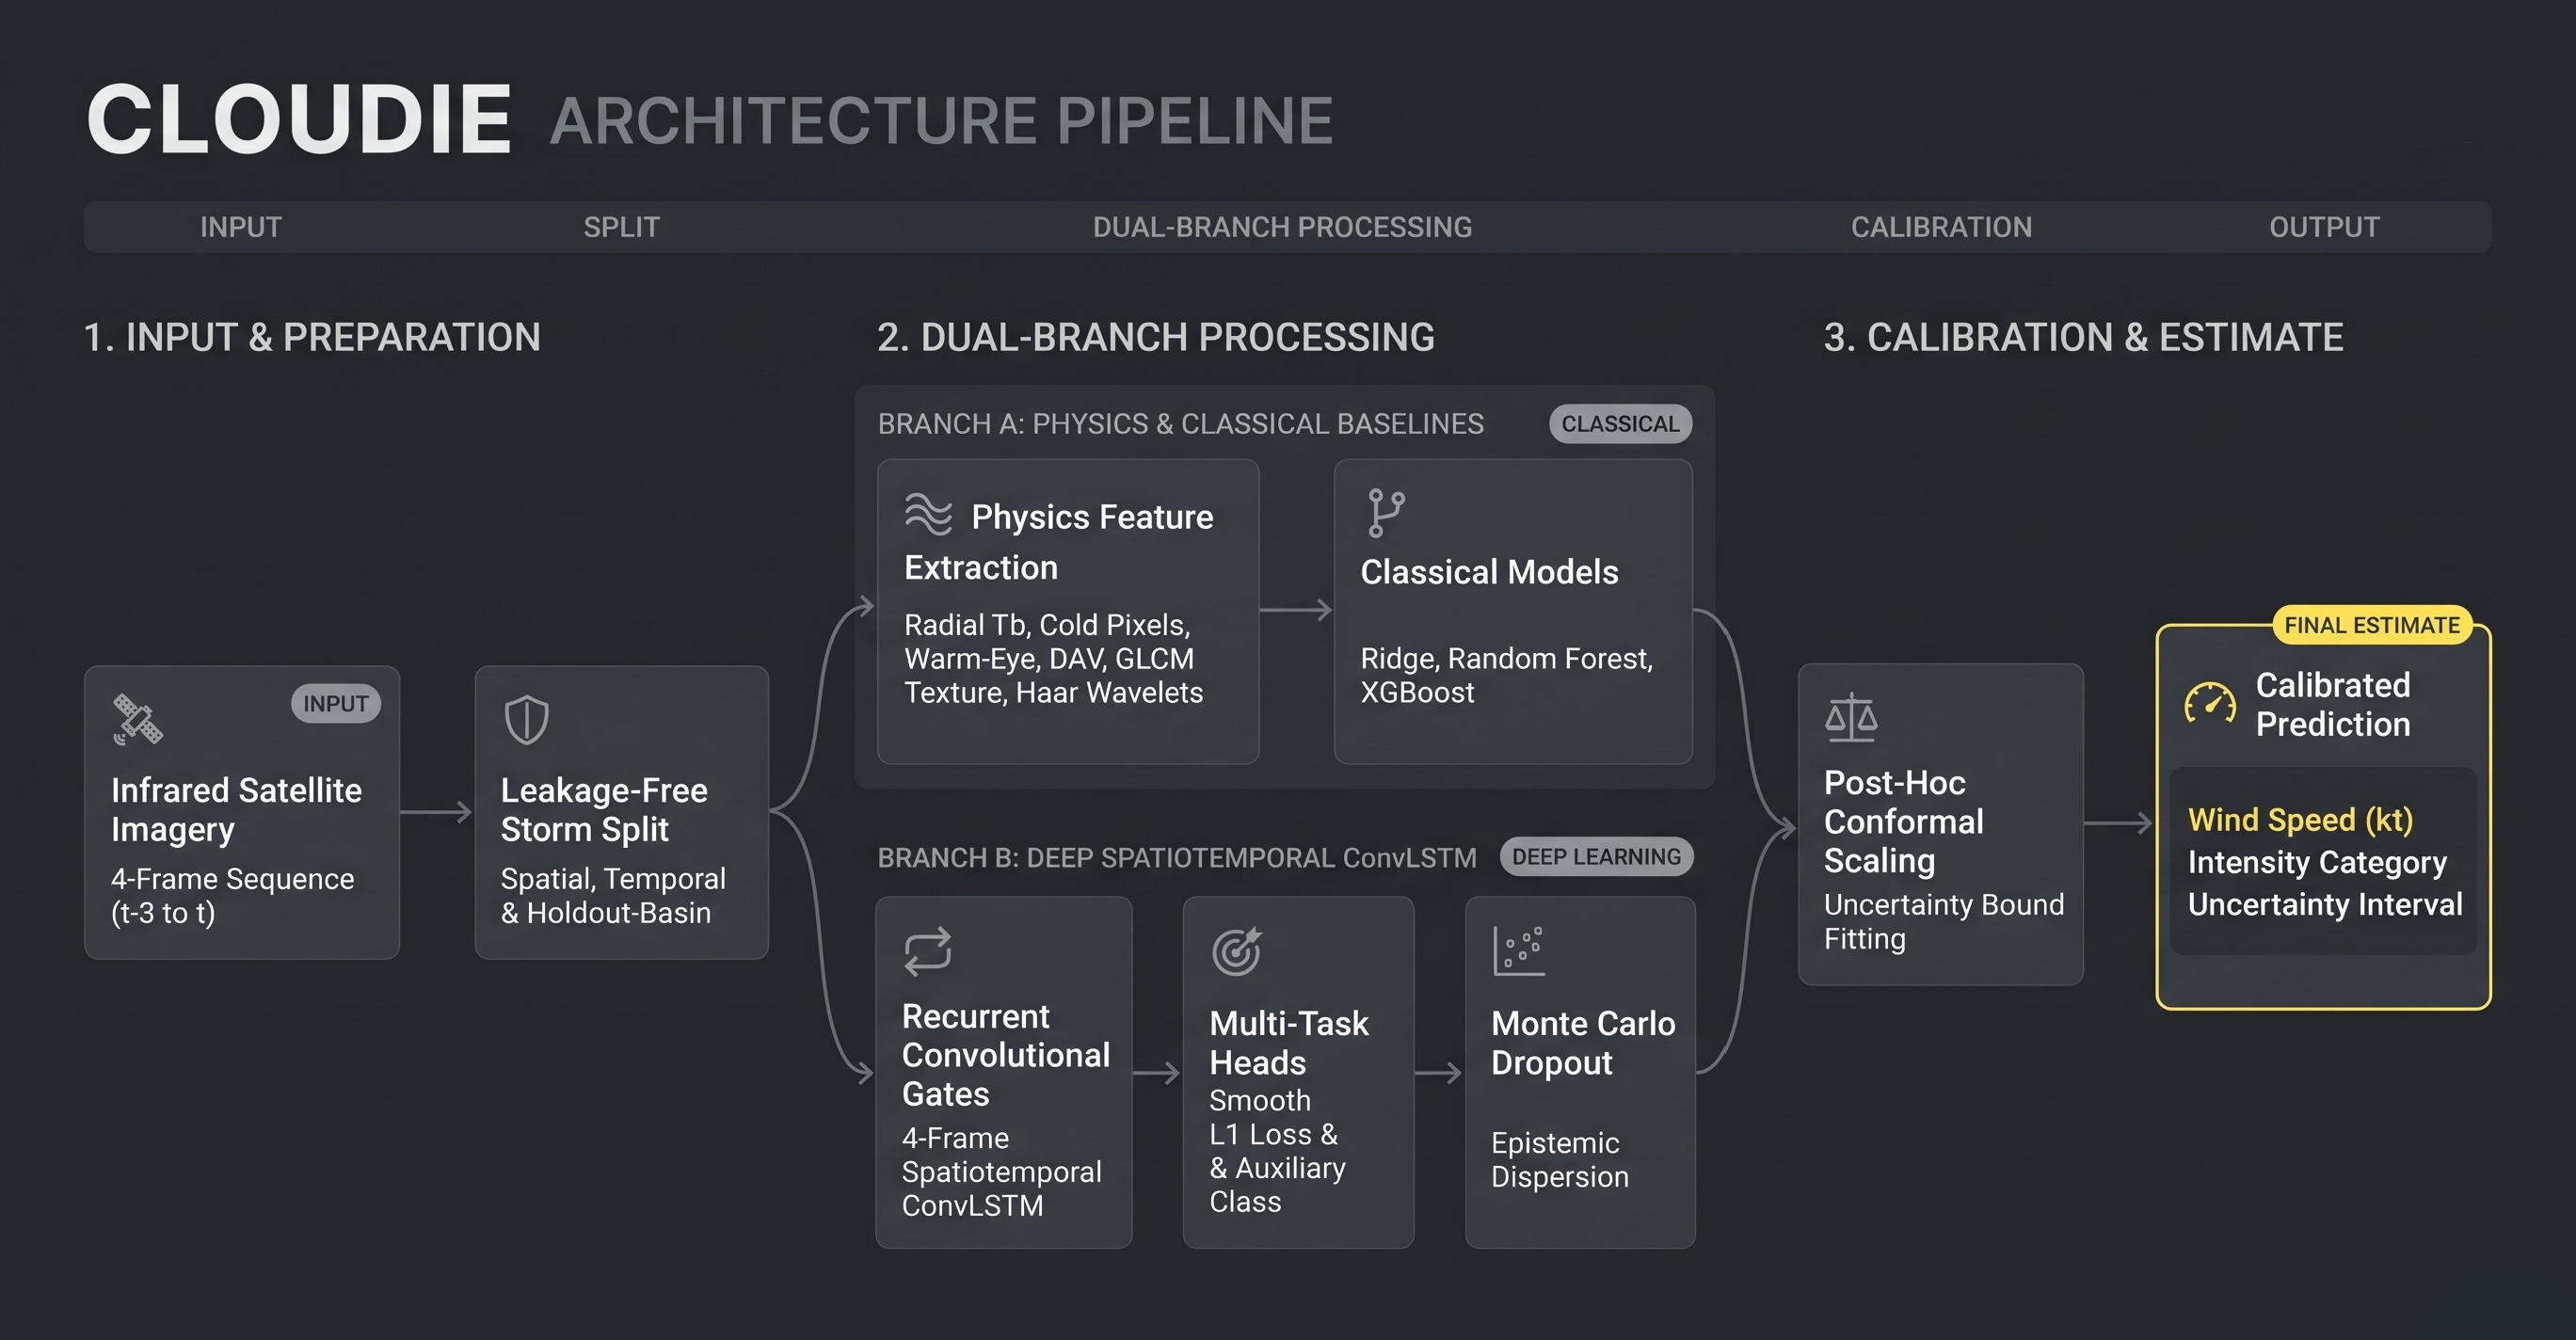 CLOUDIE ARCHITECTURE PIPELINE
INPUT SPLIT DUAL-BRANCH PROCESSING CALIBRATION OUTPUT
1. INPUT & PREPARATION
INPUT
Infrared Satellite
Imagery
4-Frame Sequence
(t-3 to t)
Leakage-Free
Storm Split
Spatial, Temporal
& Holdout-Basin
2. DUAL-BRANCH PROCESSING
BRANCH A: PHYSICS & CLASSICAL BASELINES
CLASSICAL
Physics Feature
Extraction
Radial Tb, Cold Pixels,
Warm-Eye, DAV, GLCM
Texture, Haar Wavelets
Classical Models
Ridge, Random Forest,
XGBoost
BRANCH B: DEEP SPATIOTEMPORAL ConvLSTM
DEEP LEARNING
Recurrent
Convolutional
Gates
4-Frame
Spatiotemporal
ConvLSTM
Multi-Task
Heads
Smooth
L1 Loss &
& Auxiliary
Class
Monte Carlo
Dropout
Epistemic
Dispersion
3. CALIBRATION & ESTIMATE
Post-Hoc
Conformal
Scaling
Uncertainty Bound
Fitting
FINAL ESTIMATE
Calibrated
Prediction
Wind Speed (kt)
Intensity Category
Uncertainty Interval